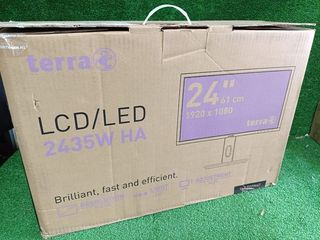 terra
LCD/LED
2435W HA
24"
61 cm
1920 x 1080
terra
Brilliant, fast and efficient.